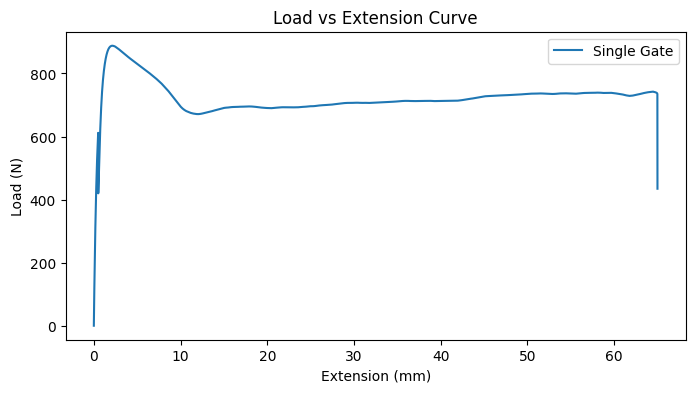 Load vs Extension Curve
Single Gate
Load (N)
800
600
400
200
0
0 10 20 30 40 50 60
Extension (mm)